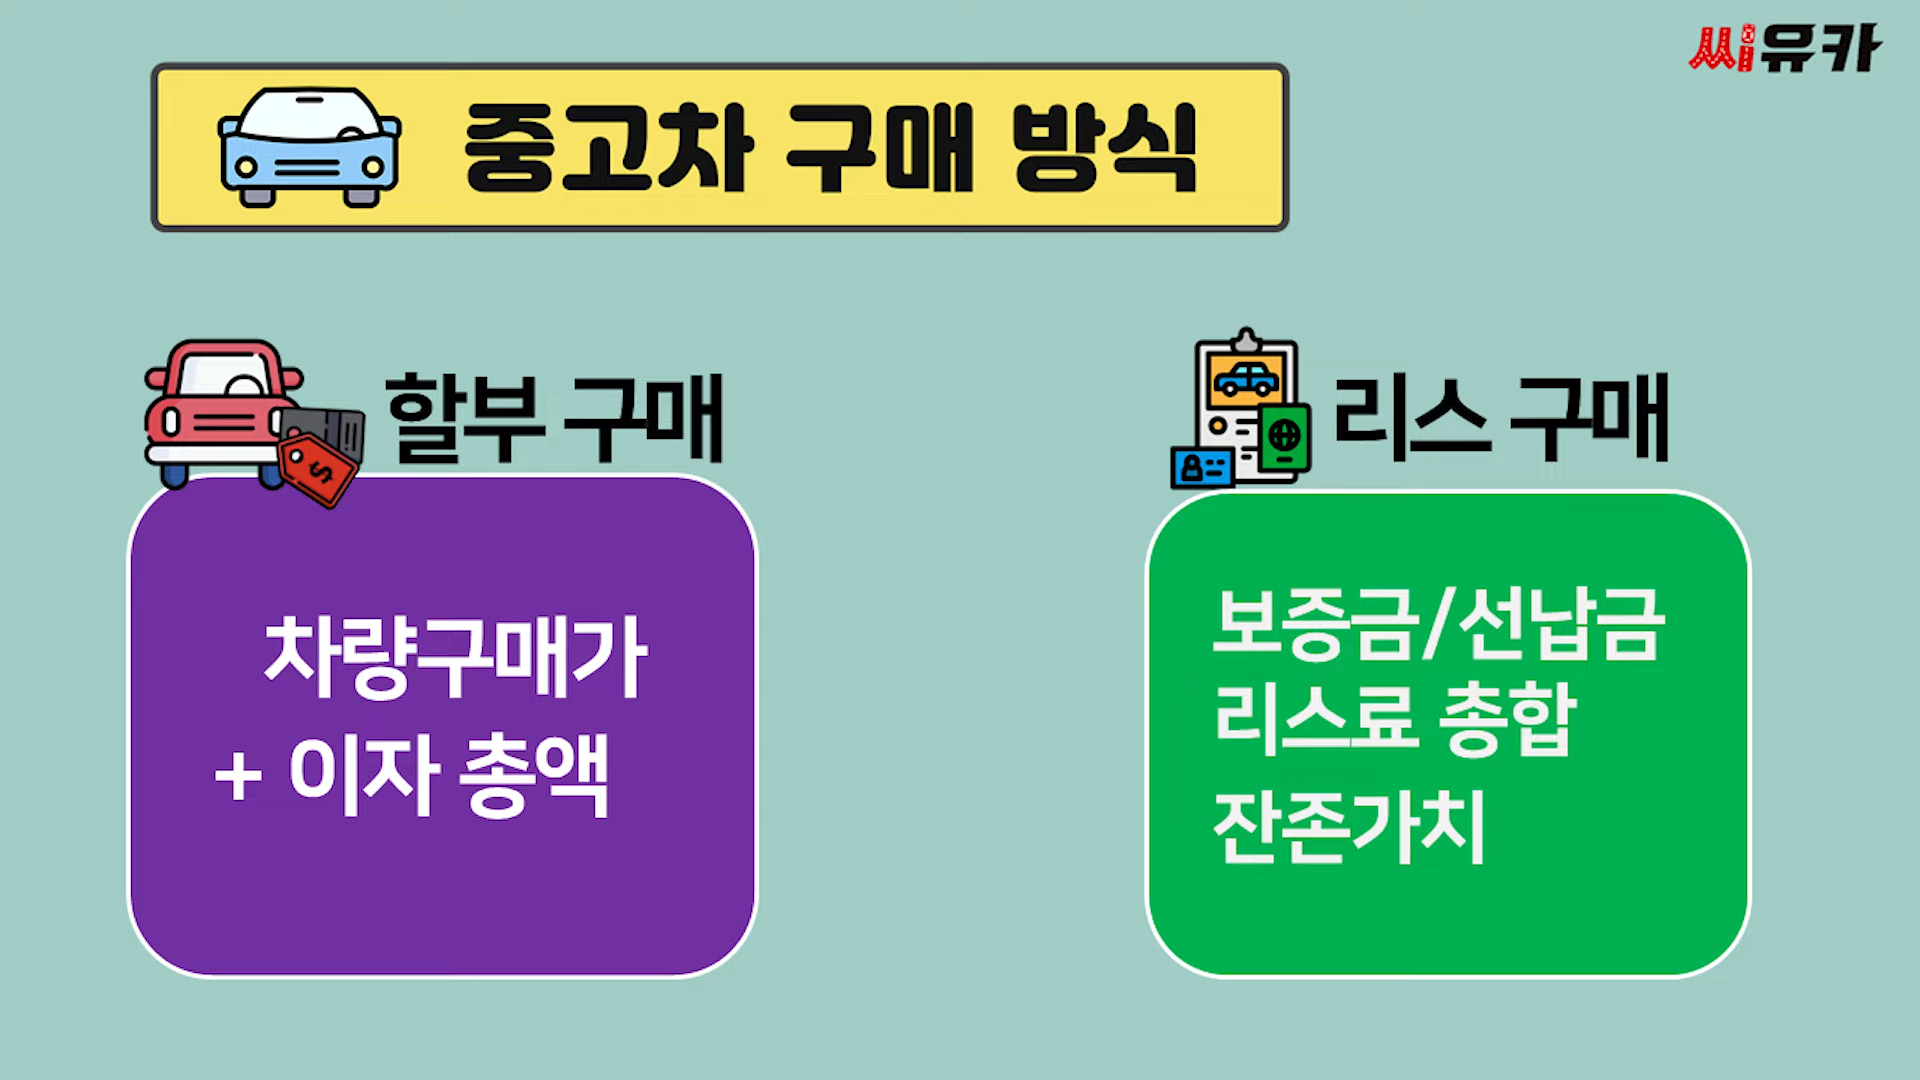 씨유카
중고차 구매 방식
할부 구매
차량구매가
+ 이자 총액
리스 구매
보증금/선납금
리스료 총합
잔존가치